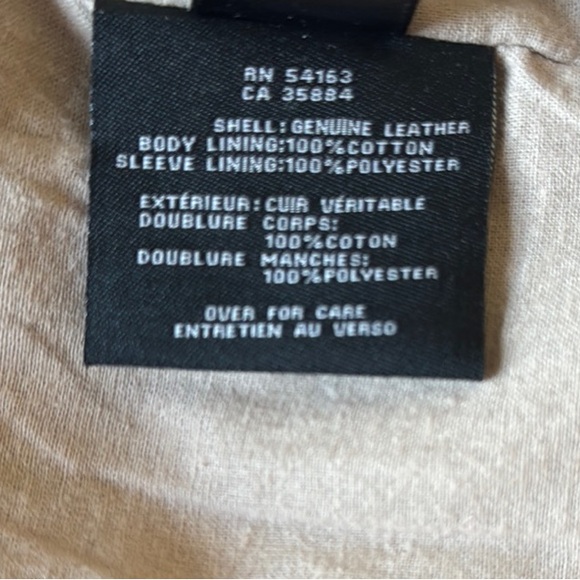 RN 54163
CA 35884
SHELL: GENUINE LEATHER
BODY LINING:100%COTTON
SLEEVE LINING:100%POLYESTER
EXTÉRIEUR: CUIR VÉRITABLE
DOUBLURE CORPS:
100%COTON
DOUBLURE MANCHES:
100%POLYESTER
OVER FOR CARE
ENTRETIEN AU VERSO